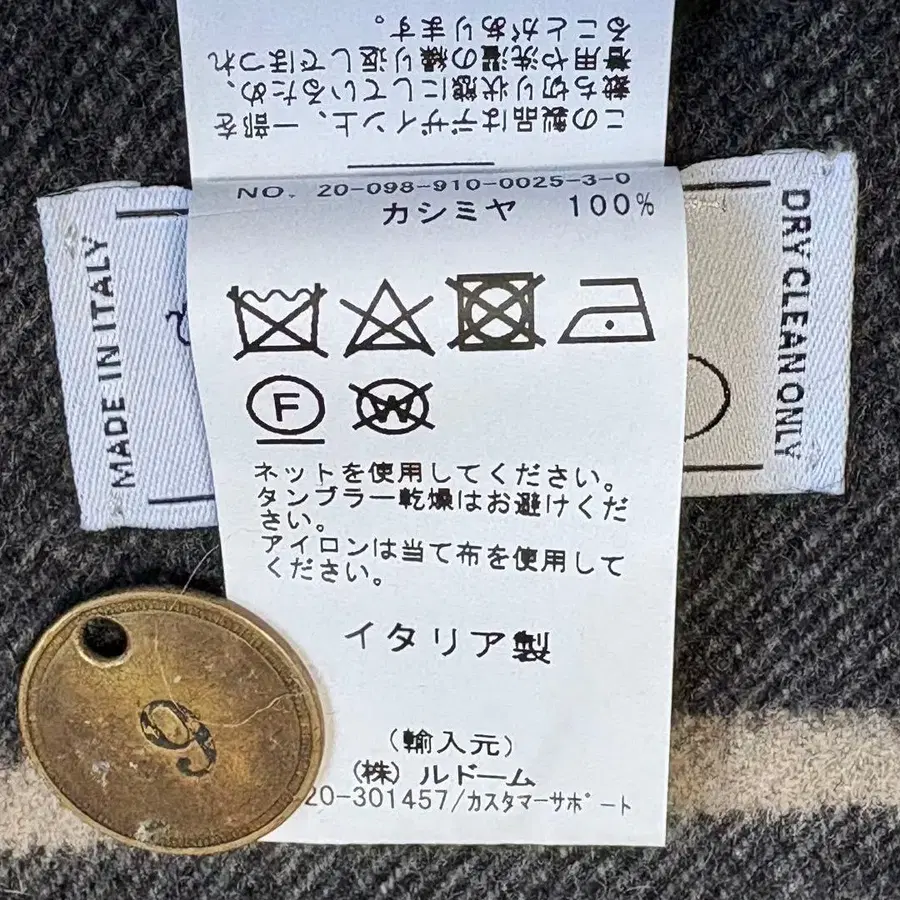 この製品はデザイン上、一部を
裁ち切り状態にしているため、
着用や洗濯の繰り返しでほつれ
ることがあります。
NO. 20-098-910-0025-3-0
カシミヤ 100%
F
W
ネットを使用してください。
タンブラー乾燥はお避けくだ
さい。
アイロンは当て布を使用して
ください。
イタリア製
(輸入元)
(株) ルドーム
20-301457/カスタマーサポート
MADE IN ITALY
DRY CLEAN ONLY
9